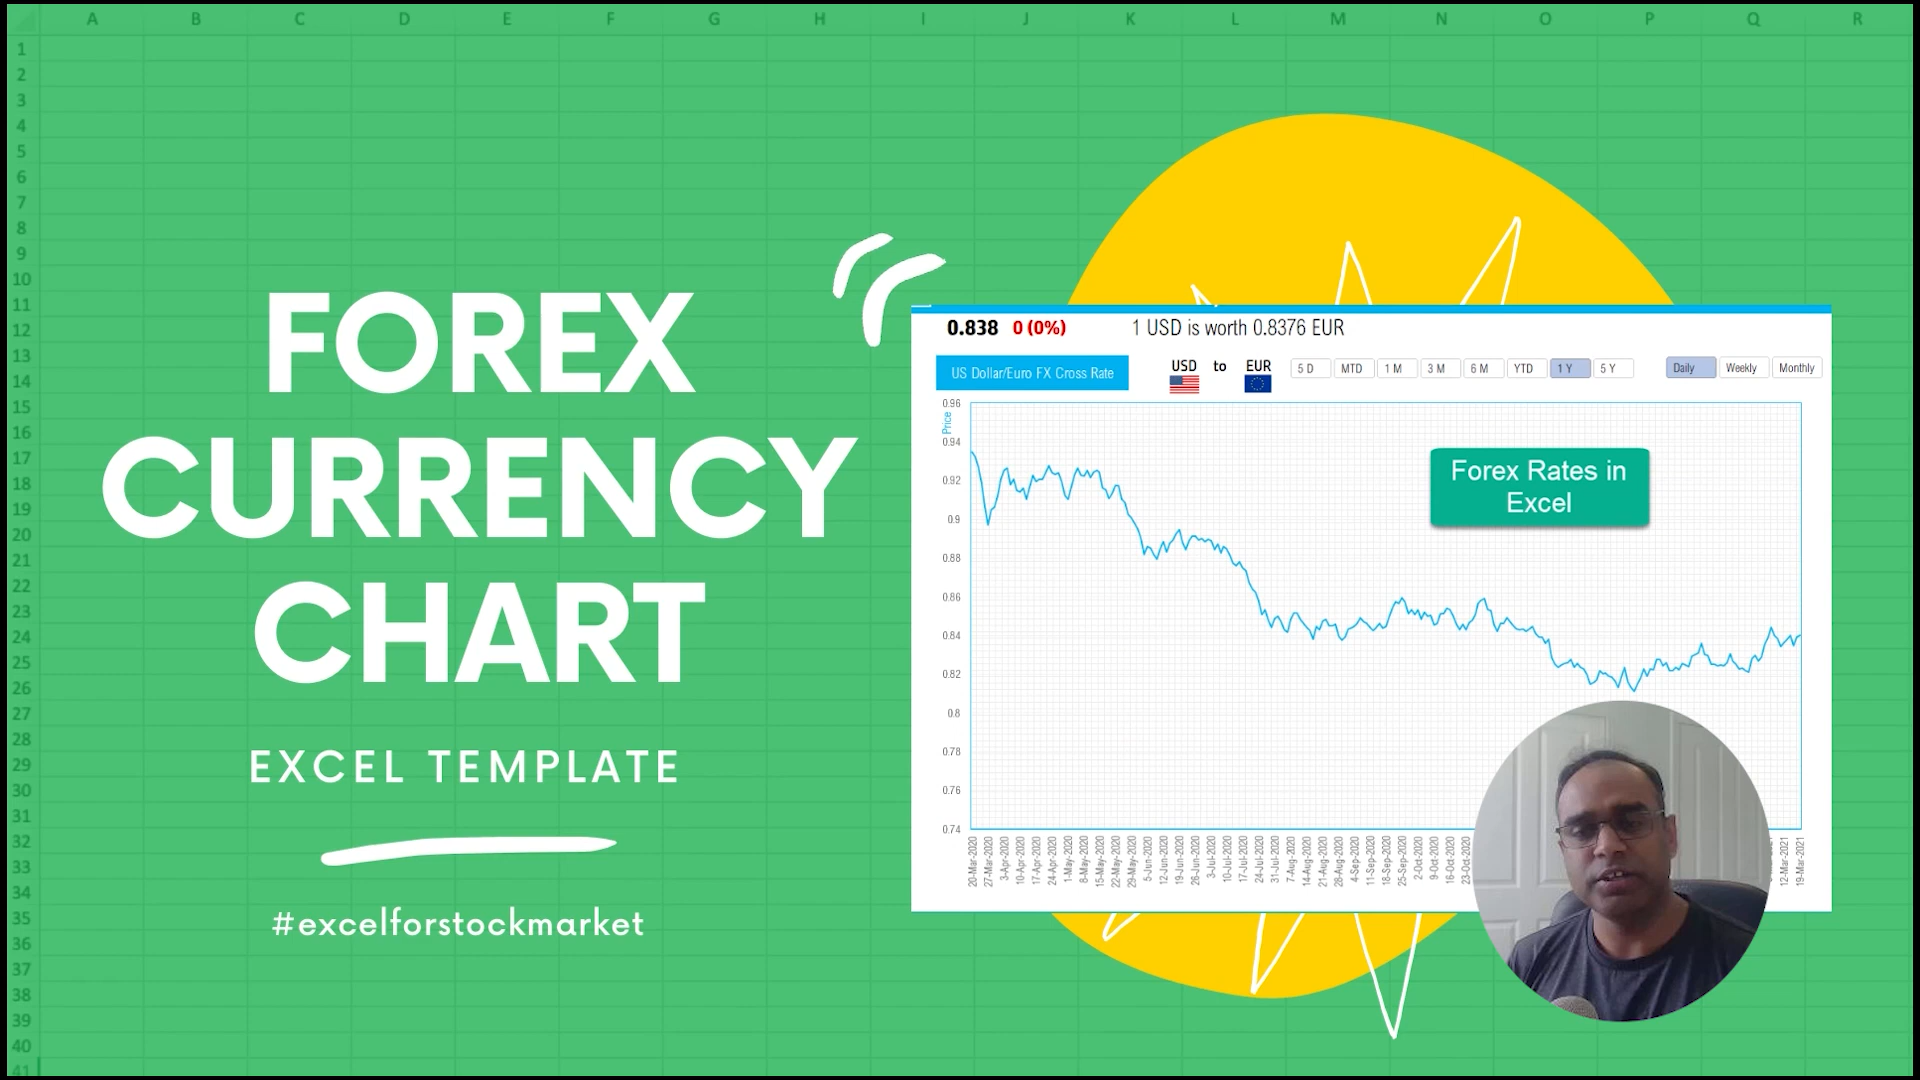 A B C D E F G H I J K L M N O P Q R
1
2
3
4
5
6
7
8
9
10
11
12
13
14
15
16
17
18
19
20
21
22
23
24
25
26
27
28
29
30
31
32
33
34
35
36
37
38
39
40
41
FOREX
CURRENCY
CHART
EXCEL TEMPLATE
#excelforstockmarket
0.838 0 (0%) 1 USD is worth 0.8376 EUR
US Dollar/Euro FX Cross Rate
USD to EUR
5 D MTD 1 M 3 M 6 M YTD 1 Y 5 Y
Daily Weekly Monthly
Price
0.96
0.94
0.92
0.9
0.88
0.86
0.84
0.82
0.8
0.78
0.76
0.74
Forex Rates in
Excel
20-Mar-2020
27-Mar-2020
3-Apr-2020
10-Apr-2020
17-Apr-2020
24-Apr-2020
1-May-2020
8-May-2020
15-May-2020
22-May-2020
29-May-2020
5-Jun-2020
12-Jun-2020
19-Jun-2020
26-Jun-2020
3-Jul-2020
10-Jul-2020
17-Jul-2020
24-Jul-2020
31-Jul-2020
7-Aug-2020
14-Aug-2020
21-Aug-2020
28-Aug-2020
4-Sep-2020
11-Sep-2020
18-Sep-2020
25-Sep-2020
2-Oct-2020
9-Oct-2020
16-Oct-2020
23-Oct-2020
12-Mar-2021
19-Mar-2021